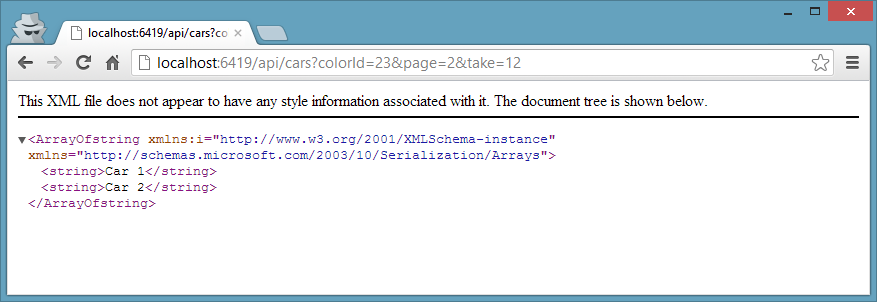 localhost:6419/api/cars?co
localhost:6419/api/cars?colorId=23&page=2&take=12
This XML file does not appear to have any style information associated with it. The document tree is shown below.
▼<ArrayOfstring xmlns:i="http://www.w3.org/2001/XMLSchema-instance"
xmlns="http://schemas.microsoft.com/2003/10/Serialization/Arrays">
<string>Car 1</string>
<string>Car 2</string>
</ArrayOfstring>